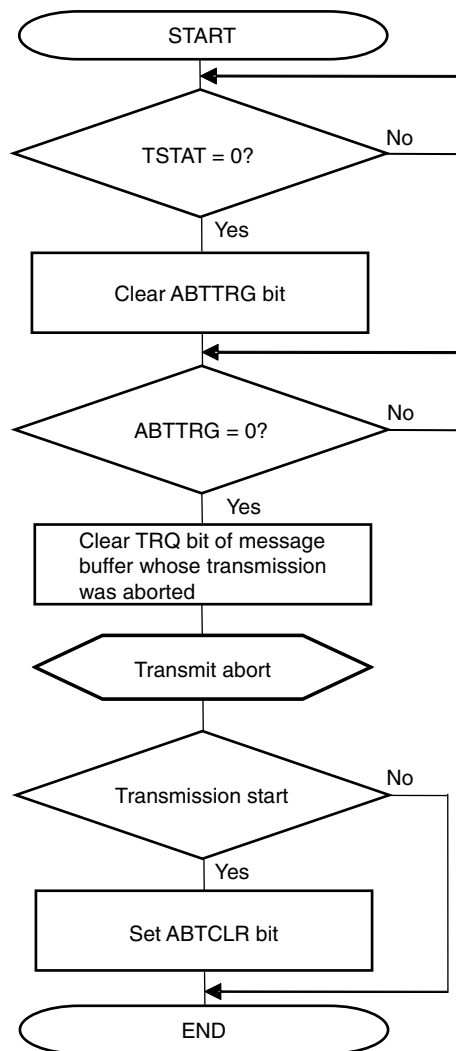 START
TSTAT = 0?
No
Yes
Clear ABTTRG bit
ABTTRG = 0?
No
Yes
Clear TRQ bit of message
buffer whose transmission
was aborted
Transmit abort
Transmission start
No
Yes
Set ABTCLR bit
END